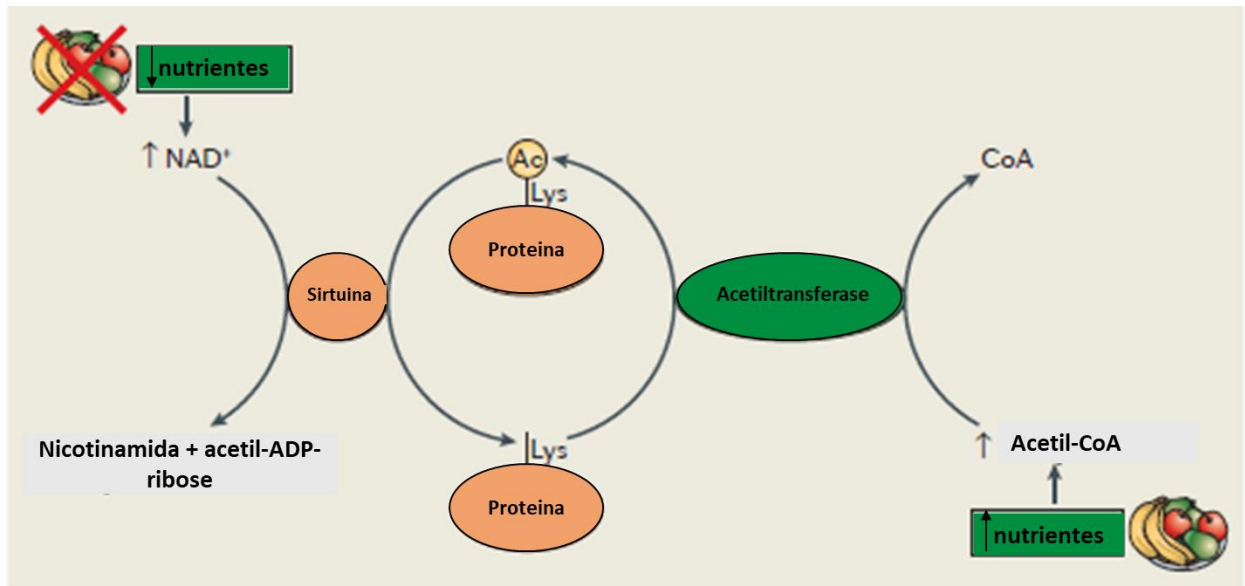 ↓nutrientes
↑ NAD⁺
Ac
Lys
CoA
Proteina
Sirtuina
Acetiltransferase
Nicotinamida + acetil-ADP-
ribose
Lys
↑ Acetil-CoA
Proteina
↑nutrientes